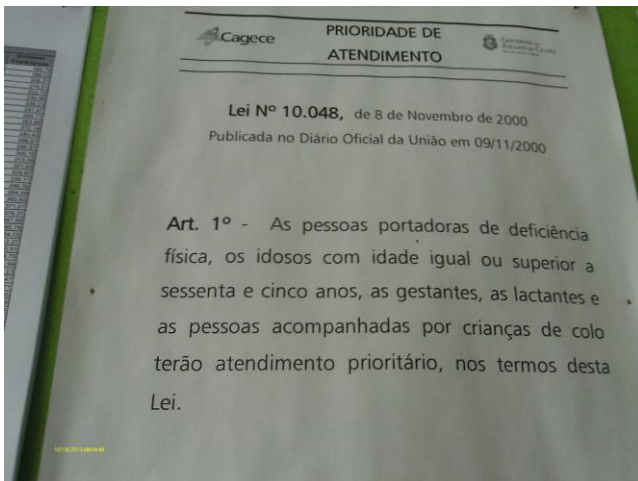 Cagece
PRIORIDADE DE
ATENDIMENTO
Lei Nº 10.048, de 8 de Novembro de 2000
Publicada no Diário Oficial da União em 09/11/2000
Art. 1º - As pessoas portadoras de deficiência
física, os idosos com idade igual ou superior a
sessenta e cinco anos, as gestantes, as lactantes e
as pessoas acompanhadas por crianças de colo
terão atendimento prioritário, nos termos desta
Lei.